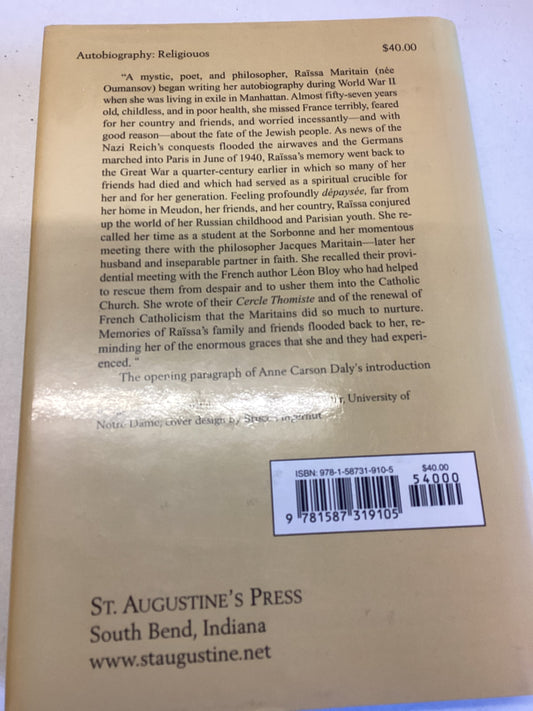 Autobiography: Religiouos $40.00
“A mystic, poet, and philosopher, Raïssa Maritain (née
Oumansov) began writing her autobiography during World War II
when she was living in exile in Manhattan. Almost fifty-seven years
old, childless, and in poor health, she missed France terribly, feared
for her country and friends, and worried incessantly—and with
good reason—about the fate of the Jewish people. As news of the
Nazi Reich’s conquests flooded the airwaves and the Germans
marched into Paris in June of 1940, Raïssa’s memory went back to
the Great War a quarter-century earlier in which so many of her
friends had died and which had served as a spiritual crucible for
her and for her generation. Feeling profoundly dépaysée, far from
her home in Meudon, her friends, and her country, Raïssa conjured
up the world of her Russian childhood and Parisian youth. She re-
called her time as a student at the Sorbonne and her momentous
meeting there with the philosopher Jacques Maritain—later her
husband and inseparable partner in faith. She recalled their provi-
dential meeting with the French author Léon Bloy who had helped
to rescue them from despair and to usher them into the Catholic
Church. She wrote of their Cercle Thomiste and of the renewal of
French Catholicism that the Maritains did so much to nurture.
Memories of Raïssa’s family and friends flooded back to her, re-
minding her of the enormous graces that she and they had experi-
enced. “
The opening paragraph of Anne Carson Daly’s introduction
University of
Notre Dame; cover design by
ISBN: 978-1-58731-910-5 $40.00
54000
9 781587 319105
St. Augustine’s Press
South Bend, Indiana
www.staugustine.net